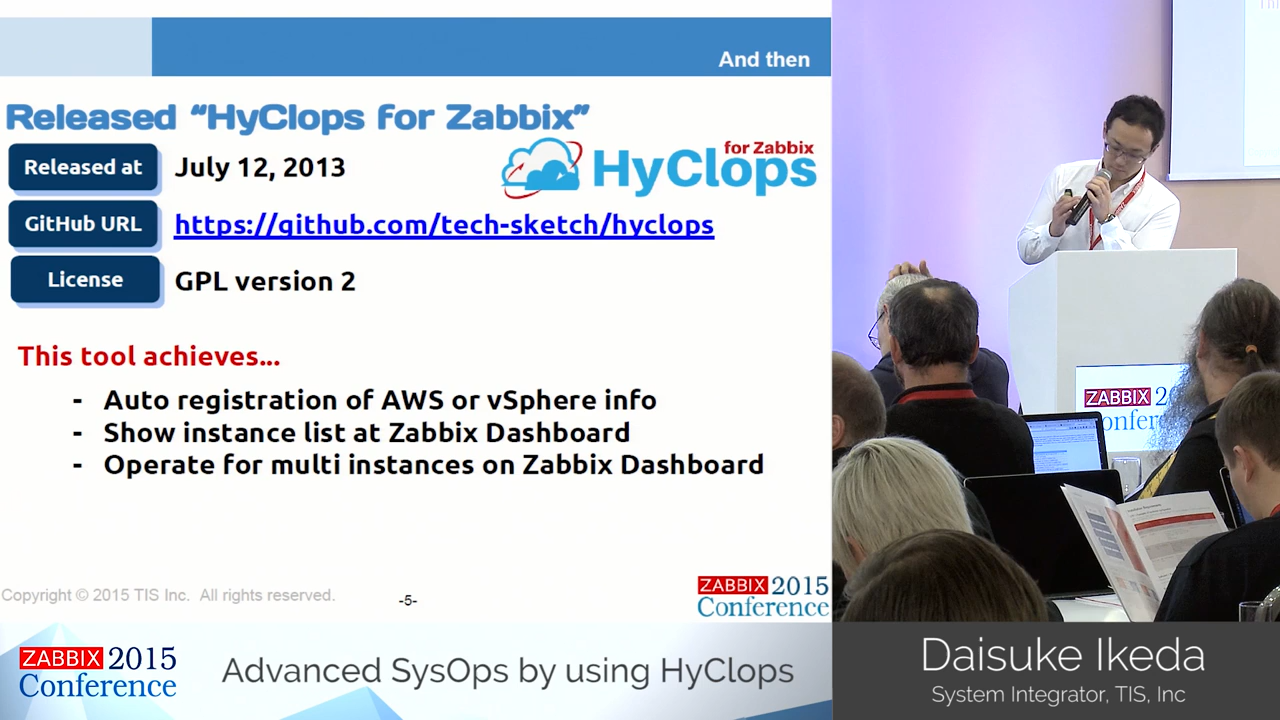 And then
Released “HyClops for Zabbix”
Released at July 12, 2013
for Zabbix
HyClops
GitHub URL https://github.com/tech-sketch/hyclops
License GPL version 2
This tool achieves...
- Auto registration of AWS or vSphere info
- Show instance list at Zabbix Dashboard
- Operate for multi instances on Zabbix Dashboard
Copyright © 2015 TIS Inc. All rights reserved.
-5-
ZABBIX 2015
Conference
ZABBIX 2015
Conference
Advanced SysOps by using HyClops
ZABBIX 2
onfer
Daisuke Ikeda
System Integrator, TIS, Inc